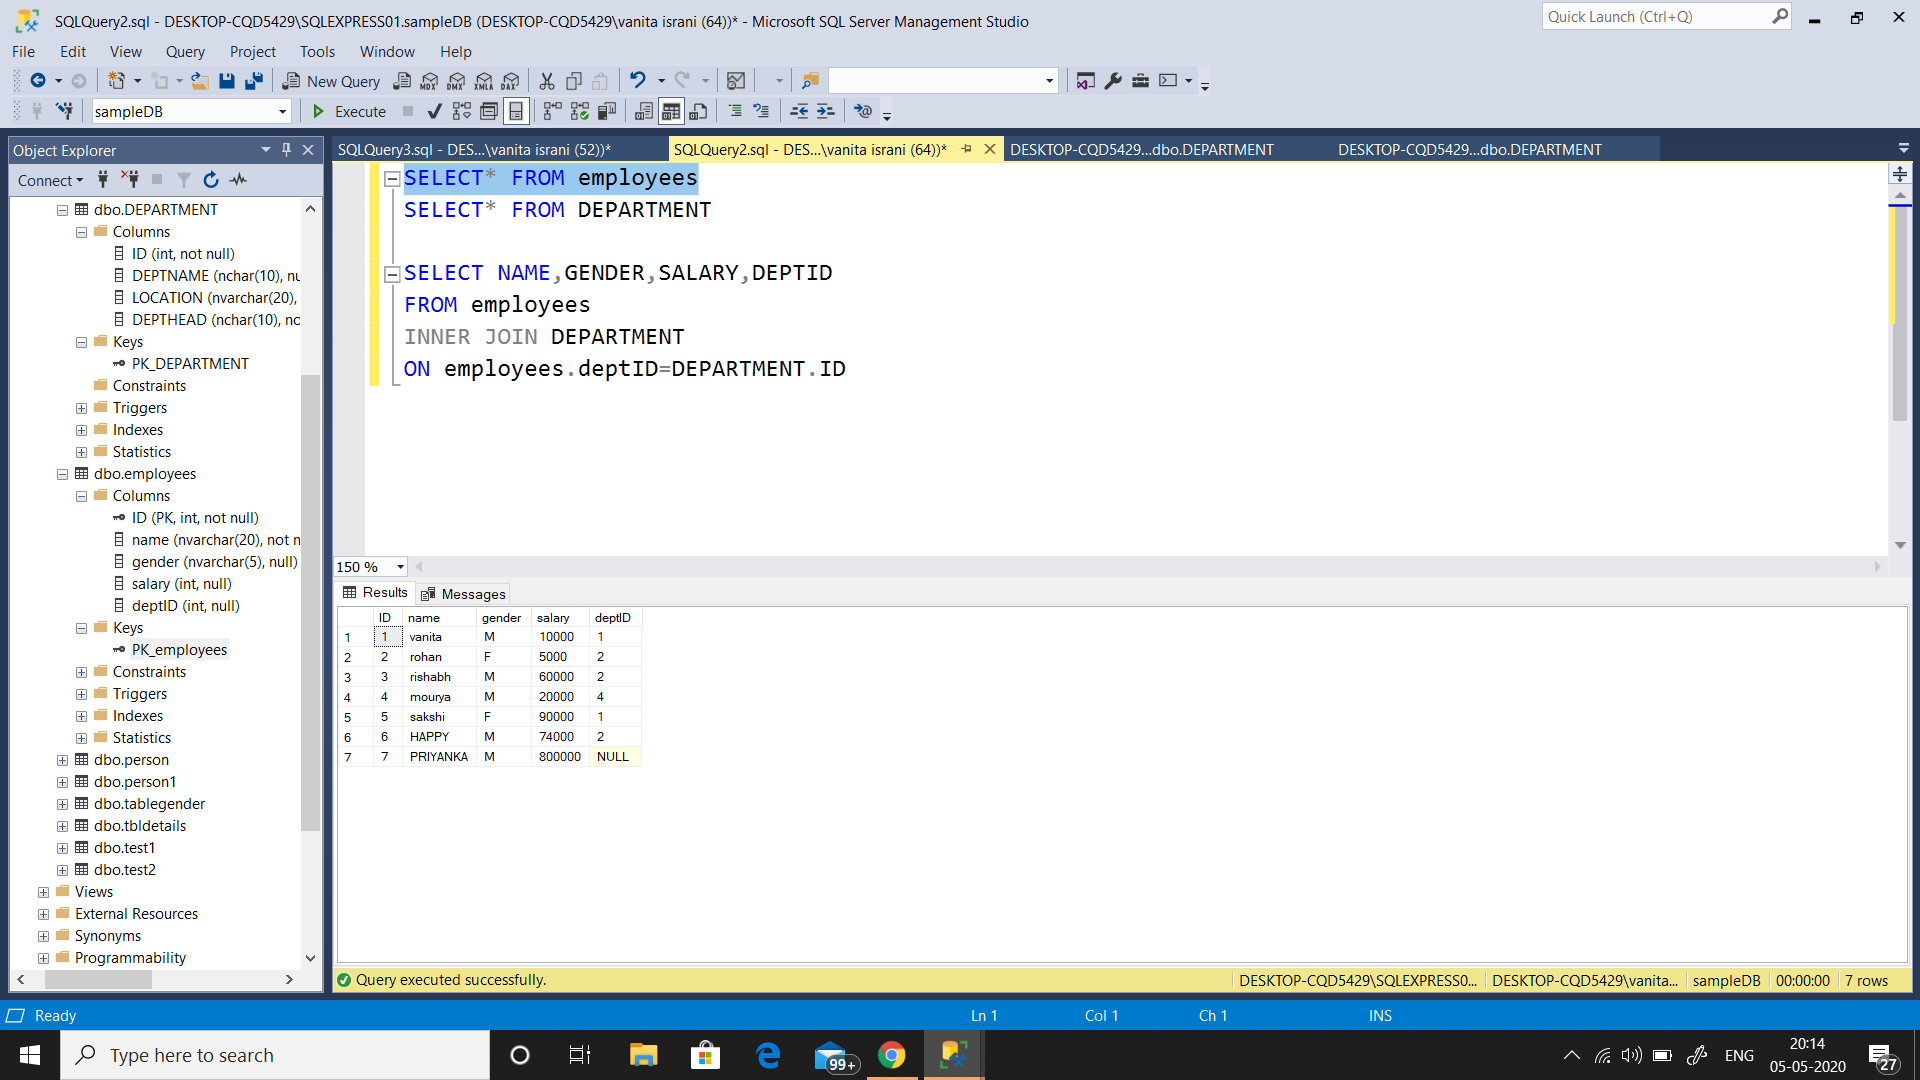 SQLQuery2.sql - DESKTOP-CQD5429\SQLEXPRESS01.sampleDB (DESKTOP-CQD5429\vanita israni (64))* - Microsoft SQL Server Management Studio
Quick Launch (Ctrl+Q)
File Edit View Query Project Tools Window Help
New Query MDX DMX XMLA DAX
sampleDB Execute
Object Explorer
Connect
dbo.DEPARTMENT
Columns
ID (int, not null)
DEPTNAME (nchar(10), nu
LOCATION (nvarchar(20),
DEPTHEAD (nchar(10), nc
Keys
PK_DEPARTMENT
Constraints
Triggers
Indexes
Statistics
dbo.employees
Columns
ID (PK, int, not null)
name (nvarchar(20), not n
gender (nvarchar(5), null)
salary (int, null)
deptID (int, null)
Keys
PK_employees
Constraints
Triggers
Indexes
Statistics
dbo.person
dbo.person1
dbo.tablegender
dbo.tbldetails
dbo.test1
dbo.test2
Views
External Resources
Synonyms
Programmability
SQLQuery3.sql - DES...\vanita israni (52))* SQLQuery2.sql - DES...\vanita israni (64))* DESKTOP-CQD5429...dbo.DEPARTMENT DESKTOP-CQD5429...dbo.DEPARTMENT
SELECT* FROM employees
SELECT* FROM DEPARTMENT
SELECT NAME,GENDER,SALARY,DEPTID
FROM employees
INNER JOIN DEPARTMENT
ON employees.deptID=DEPARTMENT.ID
150 %
Results Messages
ID name gender salary deptID
1 1 vanita M 10000 1
2 2 rohan F 5000 2
3 3 rishabh M 60000 2
4 4 mourya M 20000 4
5 5 sakshi F 90000 1
6 6 HAPPY M 74000 2
7 7 PRIYANKA M 800000 NULL
Query executed successfully. DESKTOP-CQD5429\SQLEXPRESS0... DESKTOP-CQD5429\vanita... sampleDB 00:00:00 7 rows
Ready Ln 1 Col 1 Ch 1 INS
Type here to search
99+
ENG
20:14
05-05-2020
27